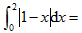 ∫₀² |1 − x| dx =